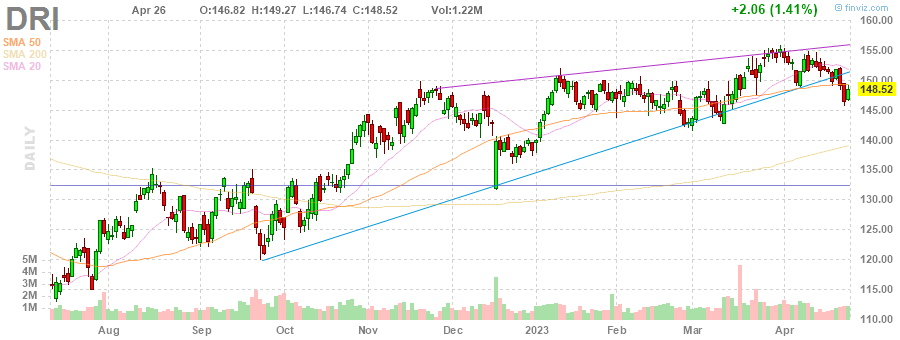 DRI Apr 26 O:146.82 H:149.27 L:146.74 C:148.52 Vol:1.22M +2.06 (1.41%) © finviz.com
SMA 50
SMA 200
SMA 20
DAILY
160.00
155.00
150.00
148.52
145.00
140.00
135.00
130.00
125.00
120.00
115.00
110.00
5M
4M
3M
2M
1M
Aug Sep Oct Nov Dec 2023 Feb Mar Apr